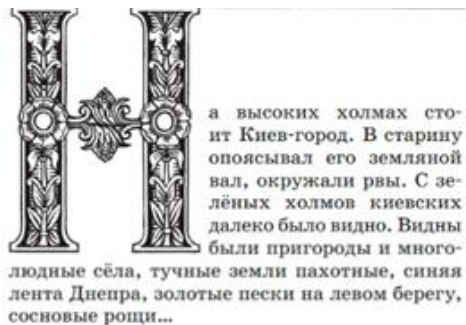 На высоких холмах сто-
ит Киев-город. В старину
опоясывал его земляной
вал, окружали рвы. С зе-
лёных холмов киевских
далеко было видно. Видны
были пригороды и много-
людные сёла, тучные земли пахотные, синяя
лента Днепра, золотые пески на левом берегу,
сосновые рощи...